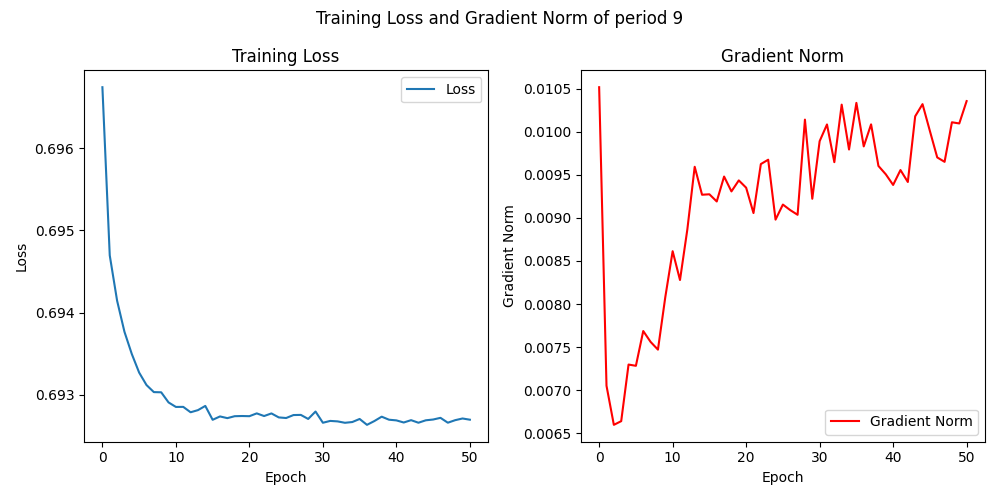 Training Loss and Gradient Norm of period 9
Training Loss
Loss
0.696
0.695
0.694
0.693
Loss
0 10 20 30 40 50
Epoch
Gradient Norm
0.0105
0.0100
0.0095
0.0090
0.0085
0.0080
0.0075
0.0070
0.0065
Gradient Norm
Gradient Norm
0 10 20 30 40 50
Epoch